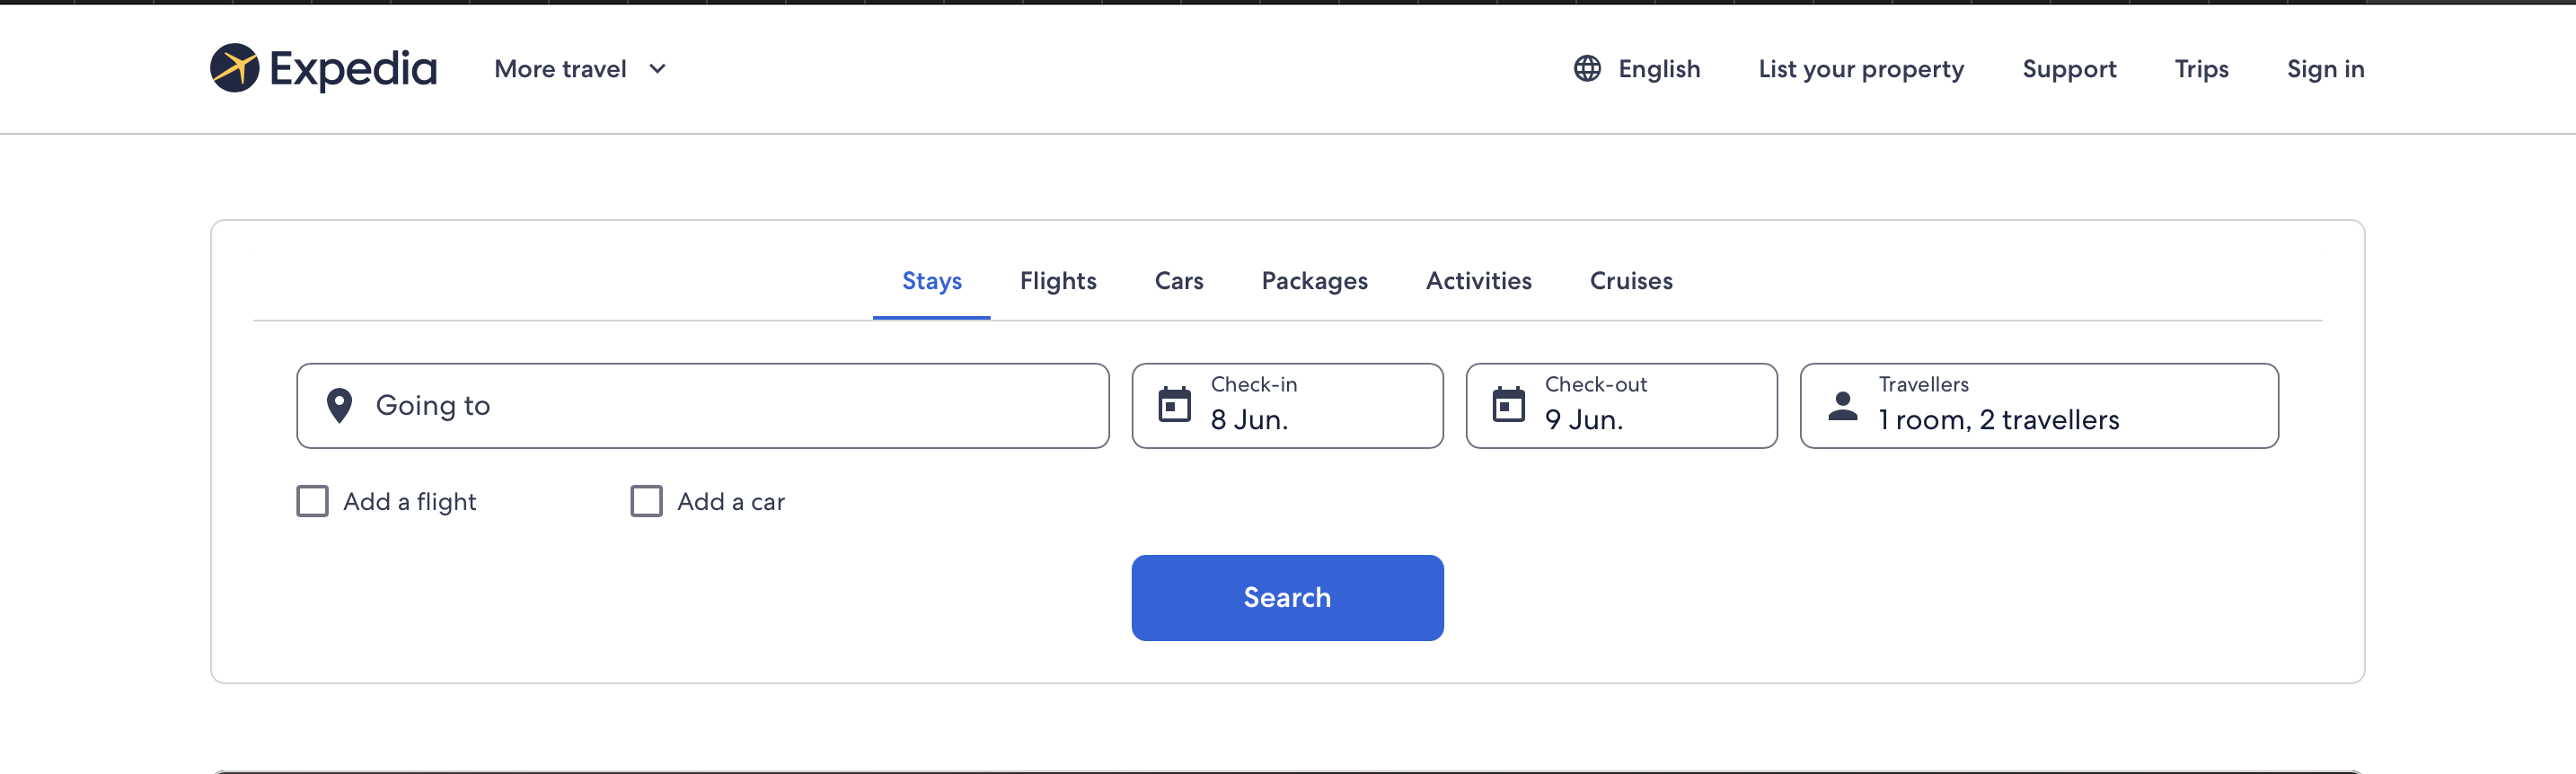 Expedia More travel English List your property Support Trips Sign in
Stays Flights Cars Packages Activities Cruises
Going to
Check-in
8 Jun.
Check-out
9 Jun.
Travellers
1 room, 2 travellers
Add a flight Add a car
Search